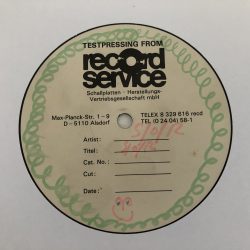 TESTPRESSING FROM
record
service
Schallplatten - Herstellungs-
Vertriebsgesellschaft mbH
Max-Planck-Str. 1-9
D - 5110 Alsdorf
TELEX 8 329 616 recd
TEL (0 24 04) 58-1
Artist:
Titel:
Cat. No.:
Cut:
Date: